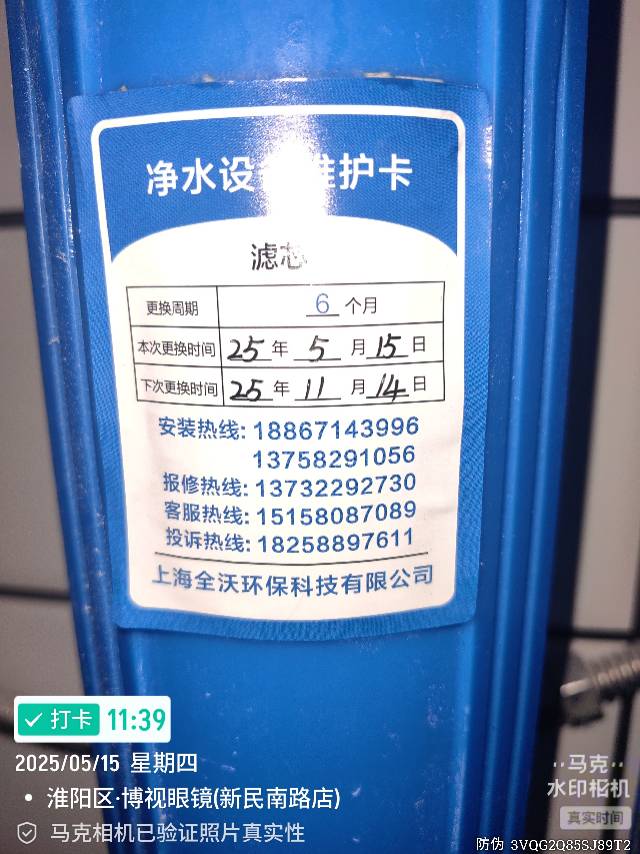 净水设 维护卡
滤芯
更换周期 6 个月
本次更换时间 25 年 5 月 15 日
下次更换时间 25 年 11 月 14 日
安装热线: 18867143996
13758291056
报修热线: 13732292730
客服热线: 15158087089
投诉热线: 18258897611
上海全沃环保科技有限公司
打卡 11:39
2025/05/15 星期四
• 淮阳区·博视眼镜(新民南路店)
马克相机已验证照片真实性
马克
水印相机
真实时间
防伪 3VQG2Q85SJ89T2